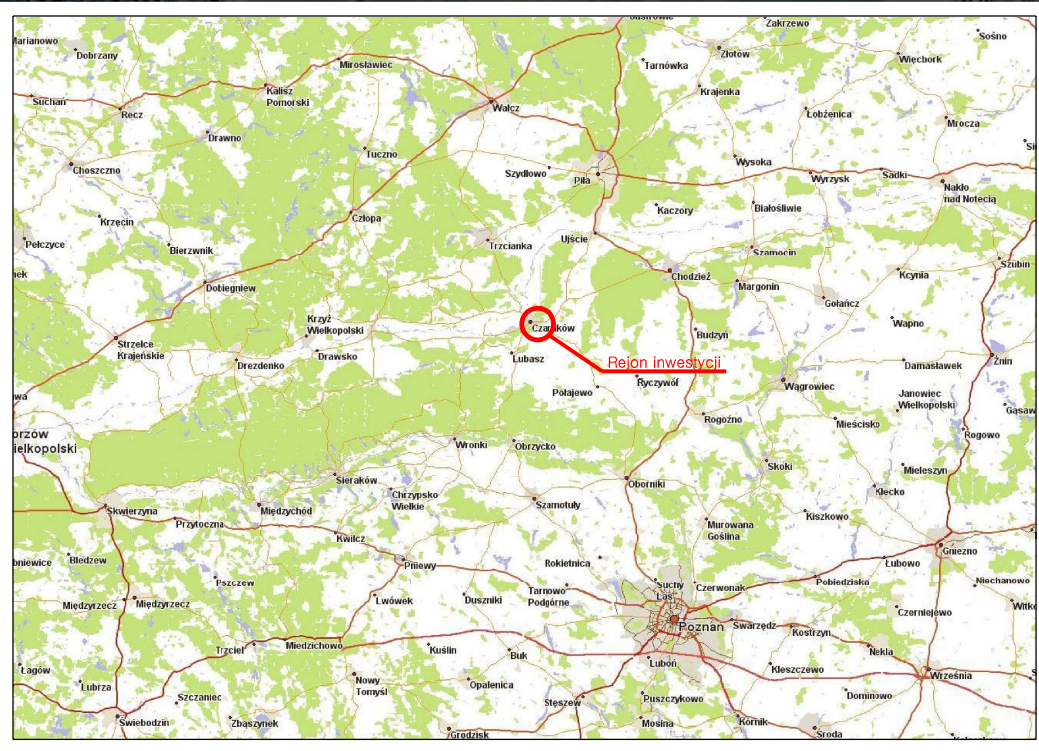 Zakrzewo
Sośno
Marianowo
Dobrzany
Złotów
Więcbork
Mirosławiec
Tarnówka
Kalisz
Pomorski
Krajenka
Suchań
Recz
Wałcz
Łobżenica
Mrocza
Drawno
Tuczno
Wysoka
Choszczno
Szydłowo
Piła
Wyrzysk
Sadki
Nakło
nad Notecią
Krzęcin
Człopa
Kaczory
Białośliwie
Pełczyce
Bierzwnik
Trzcianka
Ujście
Szamocin
Szubin
Chodzież
Kcynia
Dobiegniew
Margonin
Gołańcz
Krzyż
Wielkopolski
Czarnków
Wapno
Budzyń
Strzelce
Krajeńskie
Drawsko
Drezdenko
Lubasz
Rejon inwestycji
Damasławek
Żnin
Połajewo
Ryczywół
Wągrowiec
Janowiec
Wielkopolski
Gąsaw
Rogoźno
Mieścisko
orzów
ielkopolski
Wronki
Obrzycko
Rogowo
Skoki
Mieleszyn
Sieraków
Oborniki
Kłecko
Chrzypsko
Wielkie
Skwierzyna
Międzychód
Szamotuły
Przytoczna
Murowana
Goślina
Kiszkowo
Kwilcz
Gniezno
bniewice
Bledzew
Pniewy
Rokietnica
Łubowo
Pszczew
Suchy
Las
Czerwonak
Pobiedziska
Niechanowo
Międzyrzecz
Międzyrzecz
Lwówek
Duszniki
Tarnowo
Podgórne
Czerniejewo
Witko
Poznań
Swarzędz
Kostrzyn
Trzciel
Miedzichowo
Kuślin
Buk
Nekla
Łagów
Luboń
Kleszczewo
Września
Lubrza
Nowy
Tomyśl
Opalenica
Szczaniec
Stęszew
Puszczykowo
Dominowo
Świebodzin
Zbąszynek
Mosina
Kórnik
Grodzisk
Środa